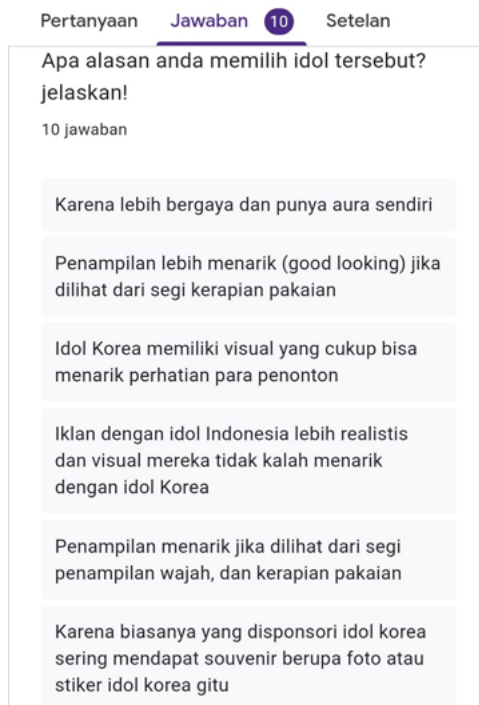 Pertanyaan Jawaban 10 Setelan
Apa alasan anda memilih idol tersebut?
jelaskan!
10 jawaban
Karena lebih bergaya dan punya aura sendiri
Penampilan lebih menarik (good looking) jika
dilihat dari segi kerapian pakaian
Idol Korea memiliki visual yang cukup bisa
menarik perhatian para penonton
Iklan dengan idol Indonesia lebih realistis
dan visual mereka tidak kalah menarik
dengan idol Korea
Penampilan menarik jika dilihat dari segi
penampilan wajah, dan kerapian pakaian
Karena biasanya yang disponsori idol korea
sering mendapat souvenir berupa foto atau
stiker idol korea gitu